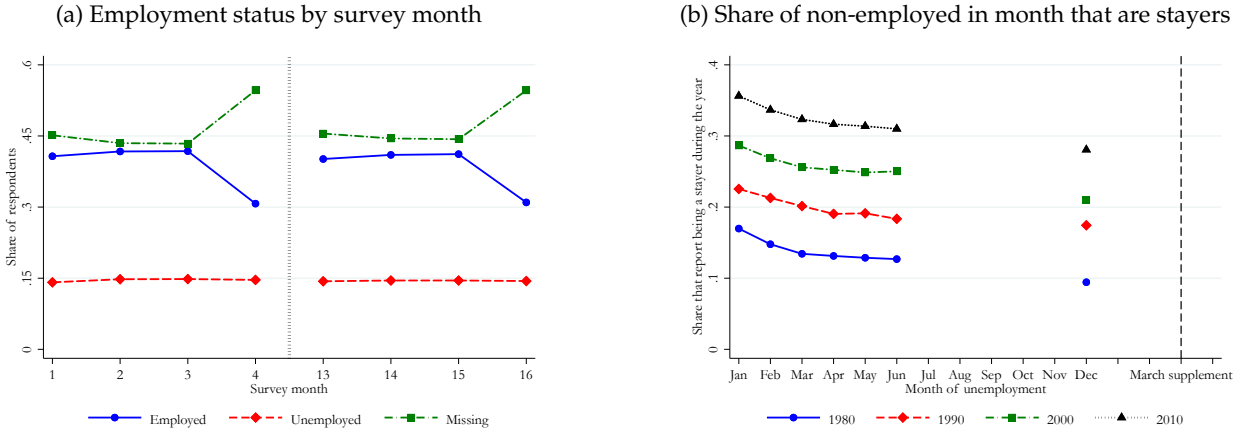 (a) Employment status by survey month
Share of respondents
.6
.45
.3
.15
0
1 2 3 4 13 14 15 16
Survey month
Employed Unemployed Missing
(b) Share of non-employed in month that are stayers
Share that report being a stayer during the year
.4
.3
.2
.1
0
Jan Feb Mar Apr May Jun Jul Aug Sep Oct Nov Dec March supplement
Month of unemployment
1980 1990 2000 2010